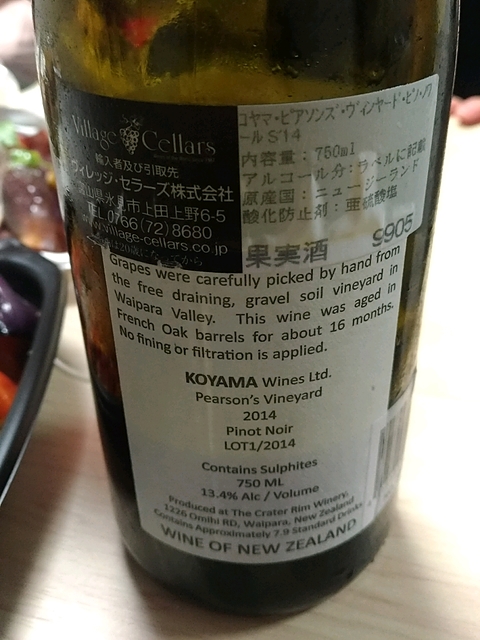 Village Cellars
輸入者及び引取先
ヴィレッジ・セラーズ株式会社
富山県氷見市上田上野6-5
TEL 0766(72)8680
www.village-cellars.co.jp
コヤマ・ピアソンズ・ヴィンヤード・ピノ・ノワ
ール S'14
内容量：750ml
アルコール分：ラベルに記載
原産国：ニュージーランド
酸化防止剤：亜硫酸塩
果実酒 9905
Grapes were carefully picked by hand from
the free draining, gravel soil vineyard in
Waipara Valley. This wine was aged in
French Oak barrels for about 16 months.
No fining or filtration is applied.
KOYAMA Wines Ltd.
Pearson's Vineyard
2014
Pinot Noir
LOT1/2014
Contains Sulphites
750 ML
13.4% Alc / Volume
Produced at The Crater Rim Winery,
1226 Omihi RD, Waipara, New Zealand
Contains Approximately 7.9 Standard Drinks
WINE OF NEW ZEALAND